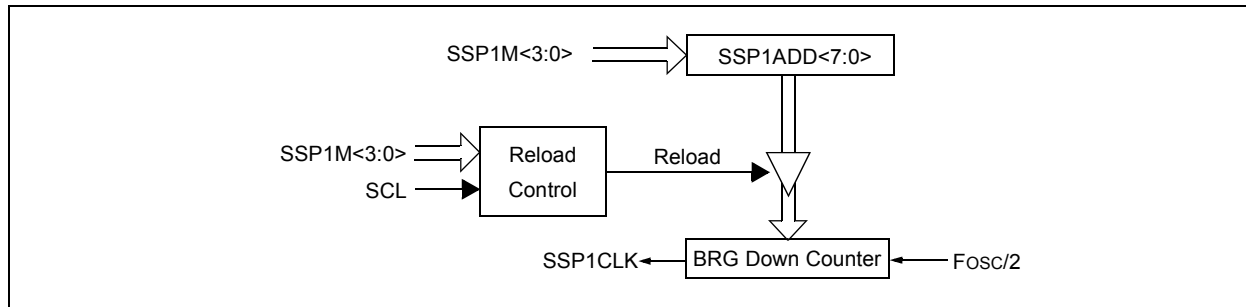 SSP1M<3:0>
SSP1ADD<7:0>
SSP1M<3:0>
SCL
Reload
Control
Reload
SSP1CLK
BRG Down Counter
FOSC/2